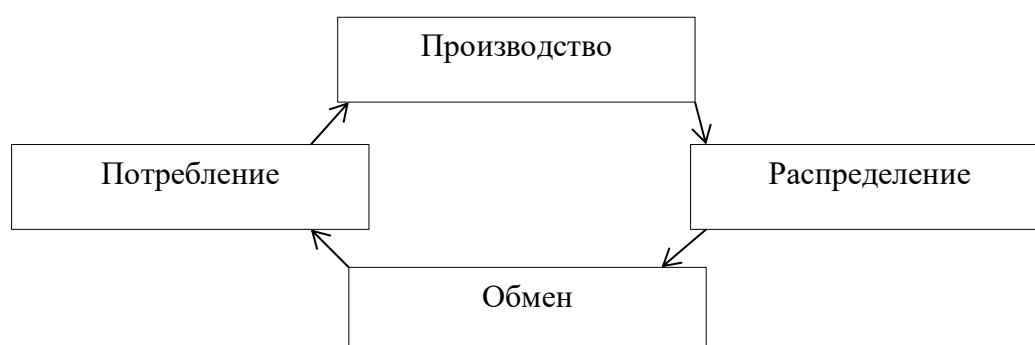 Производство
Потребление
Распределение
Обмен